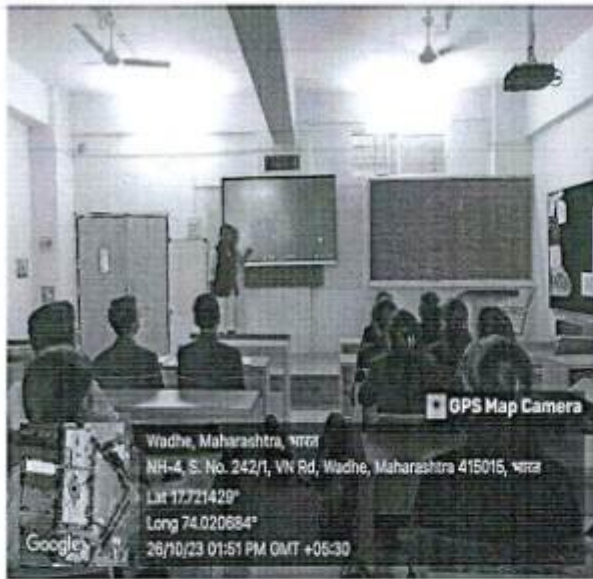 GPS Map Camera
Wadhe, Maharashtra, भारत
NH-4, S. No. 242/1, VN Rd, Wadhe, Maharashtra 415015, भारत
Lat 17.721429°
Long 74.020684°
26/10/23 01:51 PM GMT +05:30
Google